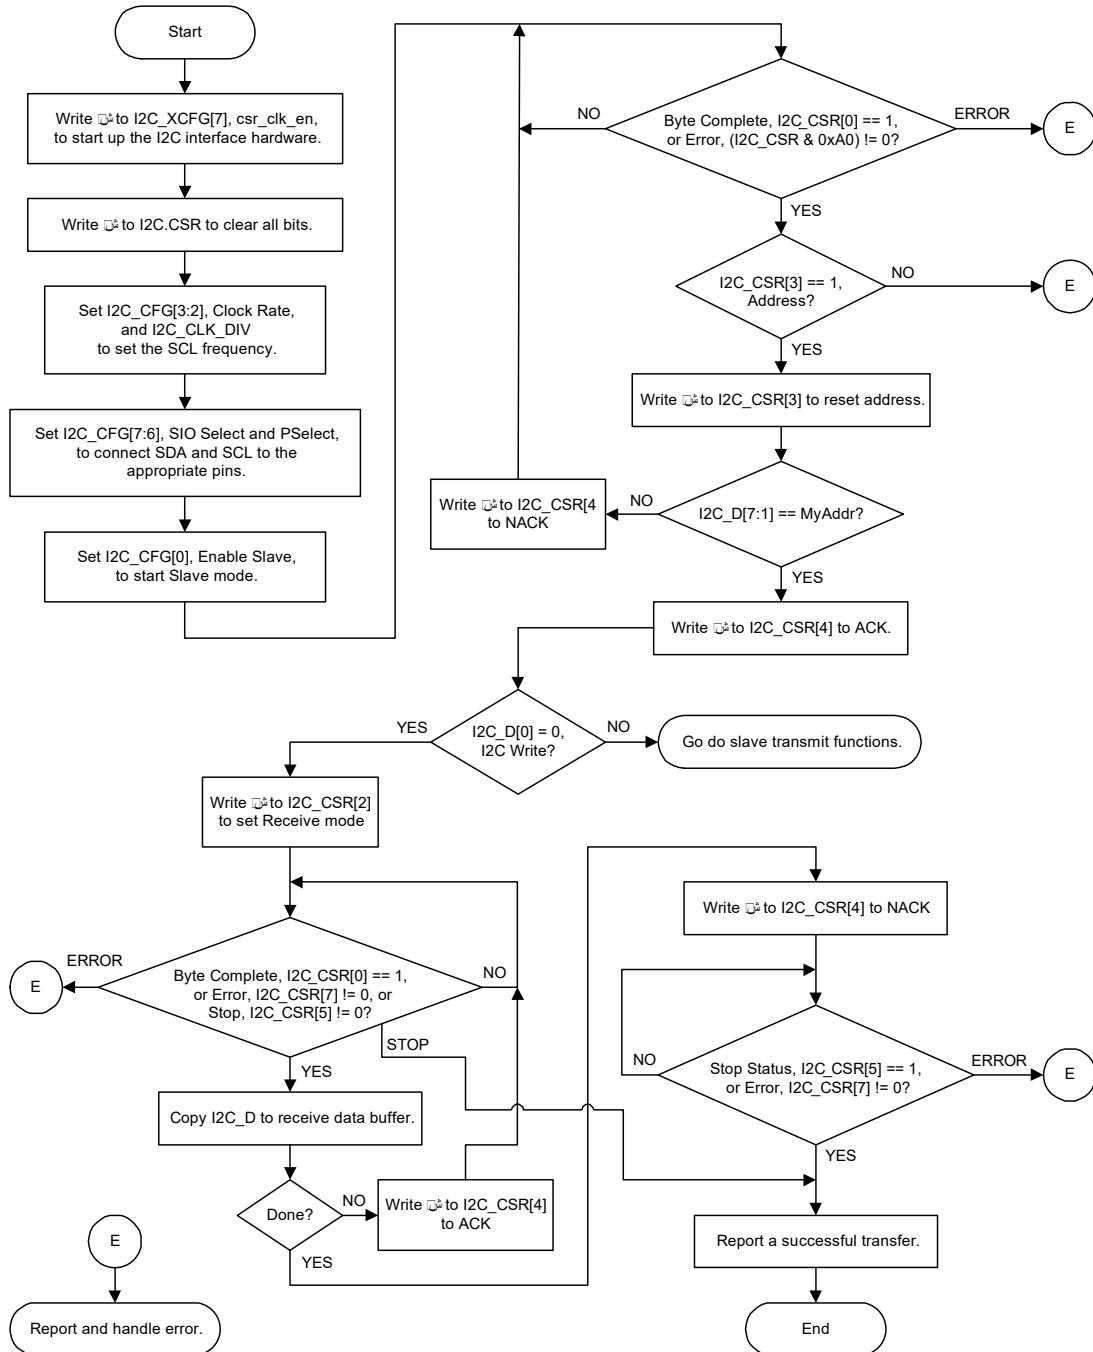 Start
Write to I2C_XCFG[7], csr_clk_en,
to start up the I2C interface hardware.
Write to I2C.CSR to clear all bits.
Set I2C_CFG[3:2], Clock Rate,
and I2C_CLK_DIV
to set the SCL frequency.
Set I2C_CFG[7:6], SIO Select and PSelect,
to connect SDA and SCL to the
appropriate pins.
Set I2C_CFG[0], Enable Slave,
to start Slave mode.
Byte Complete, I2C_CSR[0] == 1,
or Error, (I2C_CSR & 0xA0) != 0?
NO
ERROR
E
YES
I2C_CSR[3] == 1,
Address?
NO
E
YES
Write to I2C_CSR[3] to reset address.
I2C_D[7:1] == MyAddr?
NO
Write to I2C_CSR[4
to NACK
YES
Write to I2C_CSR[4] to ACK.
I2C_D[0] = 0,
I2C Write?
YES
NO
Go do slave transmit functions.
Write to I2C_CSR[2]
to set Receive mode
Byte Complete, I2C_CSR[0] == 1,
or Error, I2C_CSR[7] != 0, or
Stop, I2C_CSR[5] != 0?
ERROR
E
NO
STOP
YES
Copy I2C_D to receive data buffer.
Done?
NO
Write to I2C_CSR[4]
to ACK
YES
Write to I2C_CSR[4] to NACK
Stop Status, I2C_CSR[5] == 1,
or Error, I2C_CSR[7] != 0?
NO
ERROR
E
YES
Report a successful transfer.
End
E
Report and handle error.